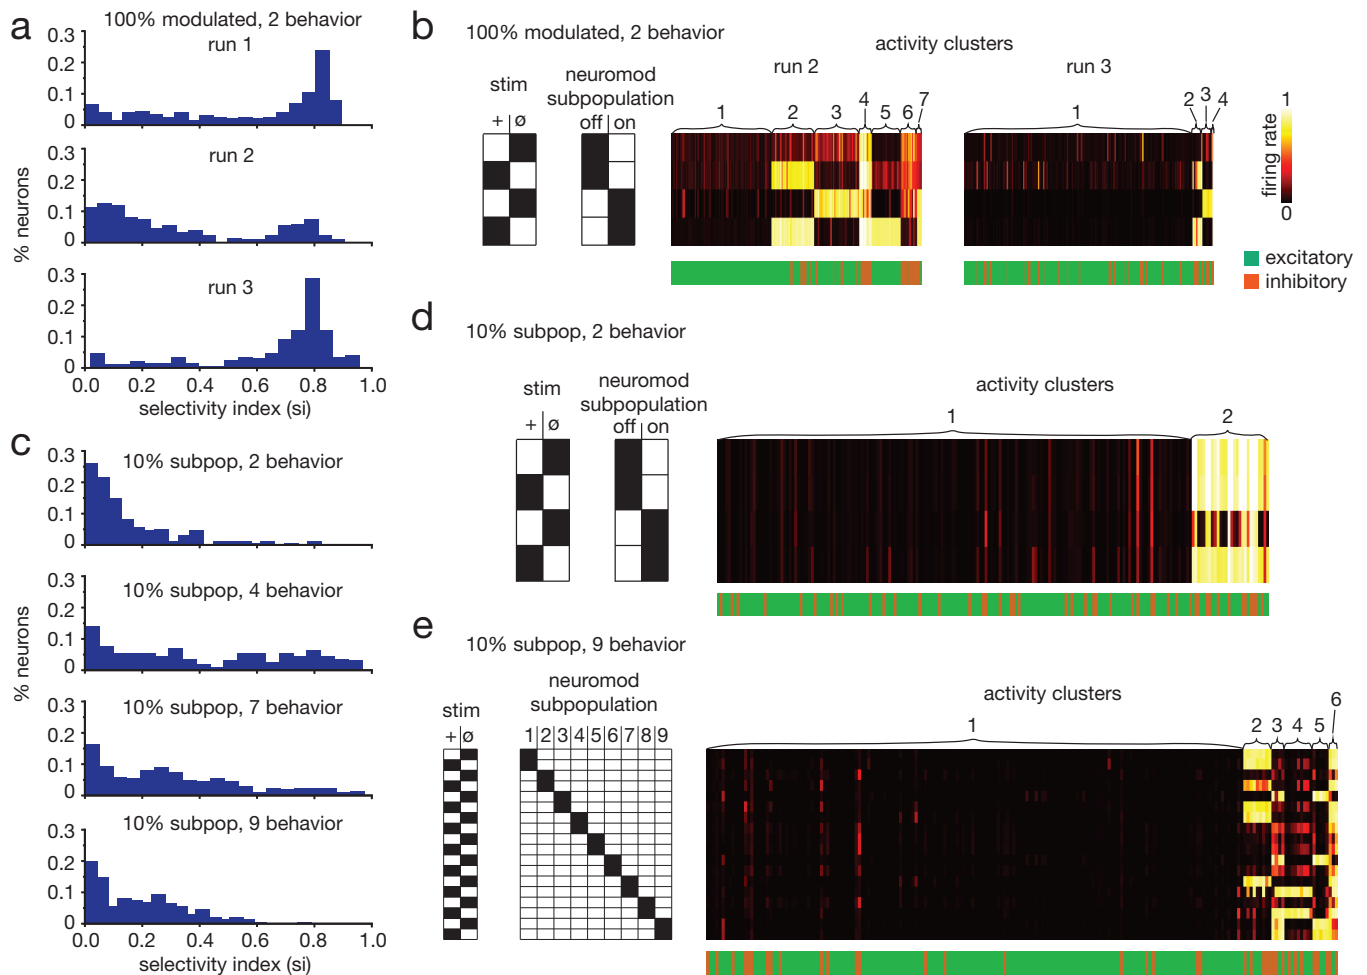 a
100% modulated, 2 behavior
run 1
0.3
0.2
0.1
0
run 2
0.3
0.2
0.1
0
run 3
0.3
0.2
0.1
0
% neurons
0.0 0.2 0.4 0.6 0.8 1.0
selectivity index (si)
b
100% modulated, 2 behavior
activity clusters
stim
+ ø
neuromod
subpopulation
off on
run 2
1 2 3 4 5 6 7
run 3
1 2 3 4
1
firing rate
0
excitatory
inhibitory
c
10% subpop, 2 behavior
0.3
0.2
0.1
0
10% subpop, 4 behavior
0.3
0.2
0.1
0
10% subpop, 7 behavior
0.3
0.2
0.1
0
10% subpop, 9 behavior
0.3
0.2
0.1
0
% neurons
0.0 0.2 0.4 0.6 0.8 1.0
selectivity index (si)
d
10% subpop, 2 behavior
stim
+ ø
neuromod
subpopulation
off on
activity clusters
1 2
e
10% subpop, 9 behavior
stim
+ ø
neuromod
subpopulation
1 2 3 4 5 6 7 8 9
activity clusters
1 2 3 4 5 6